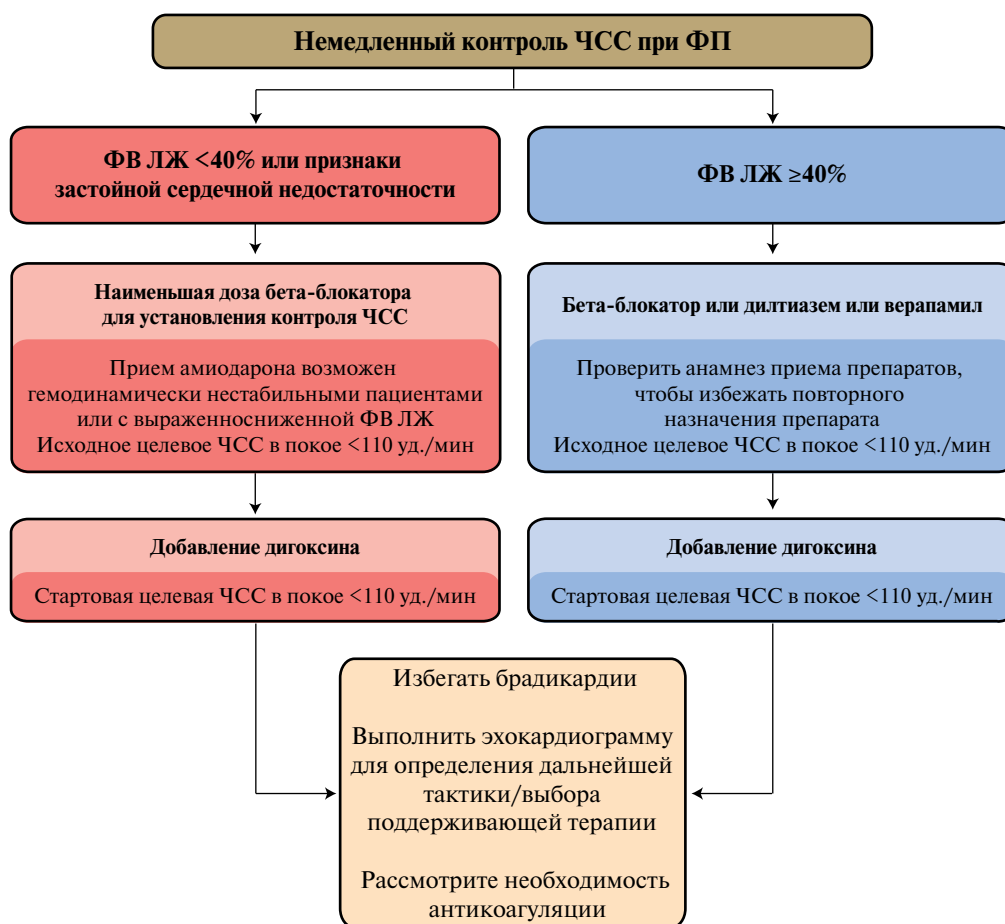 Немедленный контроль ЧСС при ФП
ФВ ЛЖ <40% или признаки
застойной сердечной недостаточности
ФВ ЛЖ ≥40%
Наименьшая доза бета-блокатора
для установления контроля ЧСС
Прием амиодарона возможен
гемодинамически нестабильными пациентами
или с выраженносниженной ФВ ЛЖ
Исходное целевое ЧСС в покое <110 уд./мин
Бета-блокатор или дилтиазем или верапамил
Проверить анамнез приема препаратов,
чтобы избежать повторного
назначения препарата
Исходное целевое ЧСС в покое <110 уд./мин
Добавление дигоксина
Стартовая целевая ЧСС в покое <110 уд./мин
Добавление дигоксина
Стартовая целевая ЧСС в покое <110 уд./мин
Избегать брадикардии
Выполнить эхокардиограмму
для определения дальнейшей
тактики/выбора
поддерживающей терапии
Рассмотрите необходимость
антикоагуляции